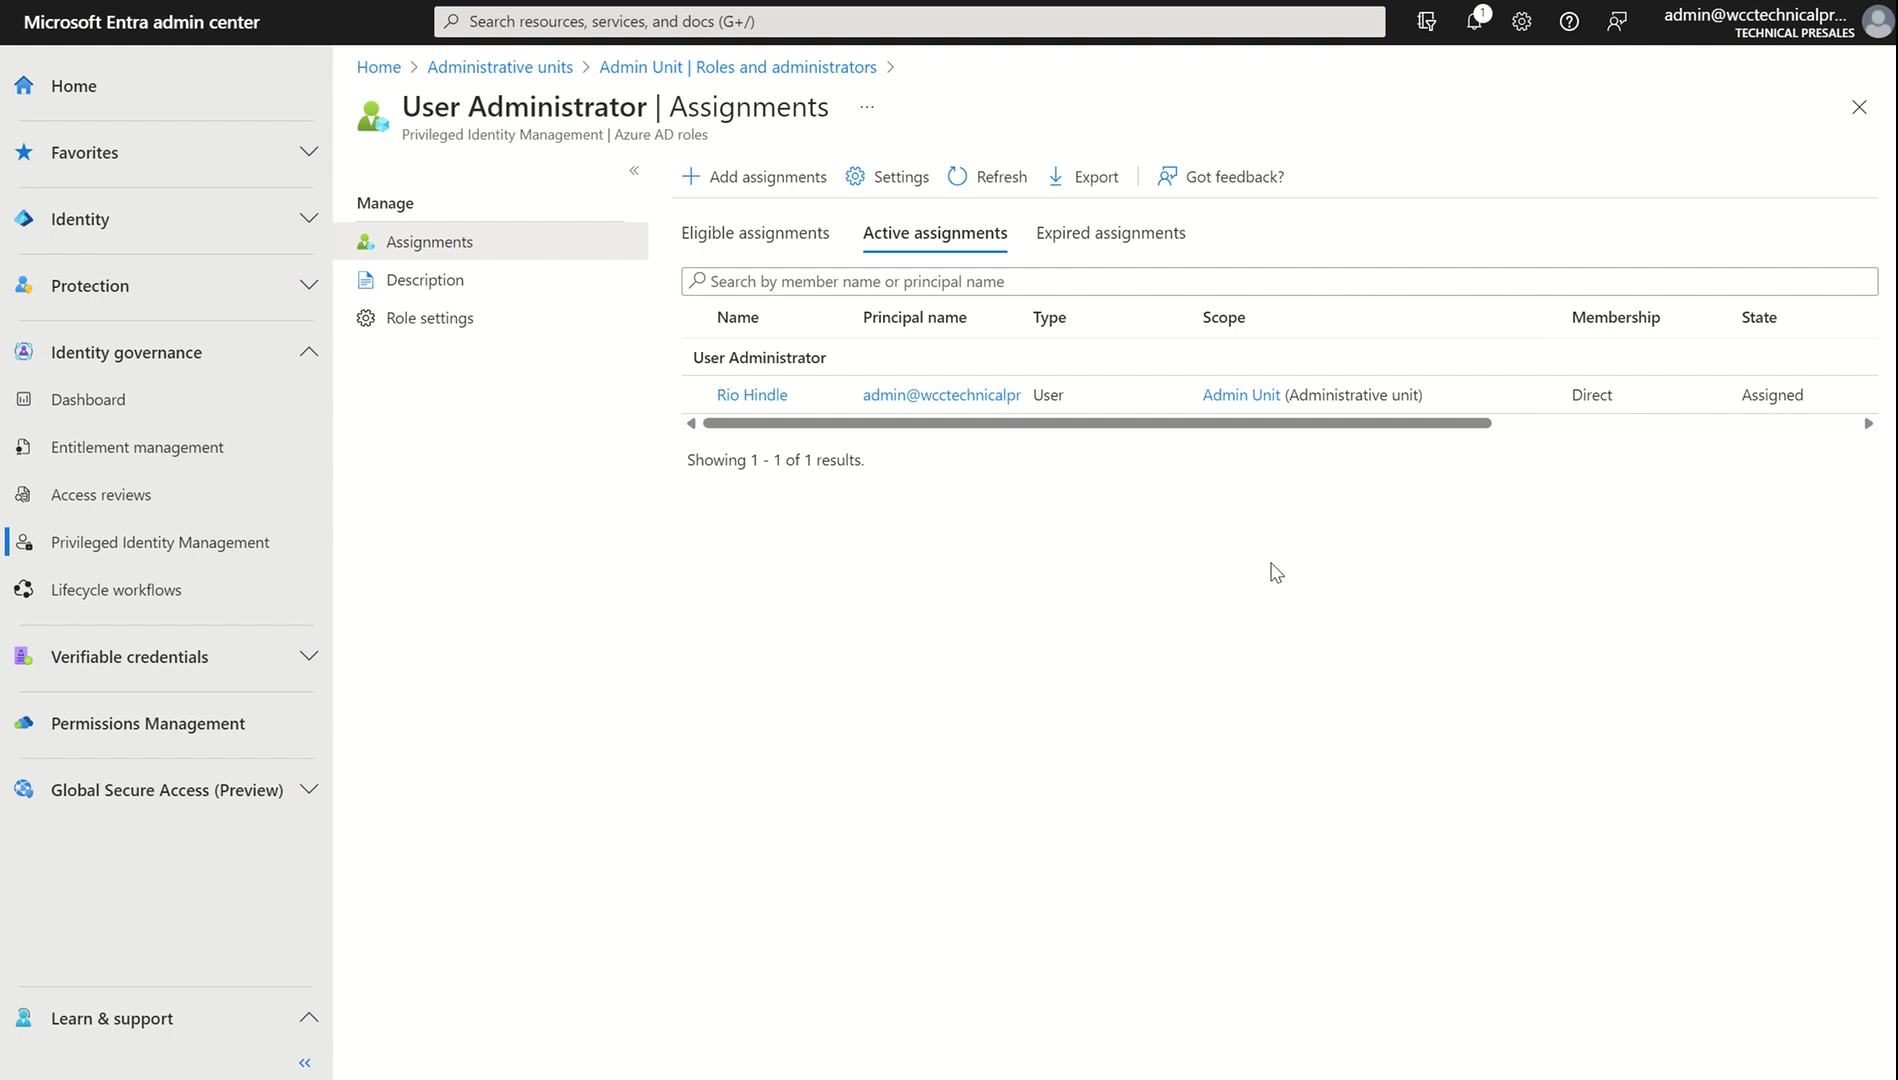 Microsoft Entra admin center
Search resources, services, and docs (G+/)
1
admin@wcctechnicalpr...
TECHNICAL PRESALES
Home
Favorites
Identity
Protection
Identity governance
Dashboard
Entitlement management
Access reviews
Privileged Identity Management
Lifecycle workflows
Verifiable credentials
Permissions Management
Global Secure Access (Preview)
Learn & support
Home > Administrative units > Admin Unit | Roles and administrators >
User Administrator | Assignments ...
Privileged Identity Management | Azure AD roles
Manage
Assignments
Description
Role settings
Add assignments Settings Refresh Export | Got feedback?
Eligible assignments Active assignments Expired assignments
Search by member name or principal name
Name Principal name Type Scope Membership State
User Administrator
Rio Hindle admin@wcctechnicalpr User Admin Unit (Administrative unit) Direct Assigned
Showing 1 - 1 of 1 results.